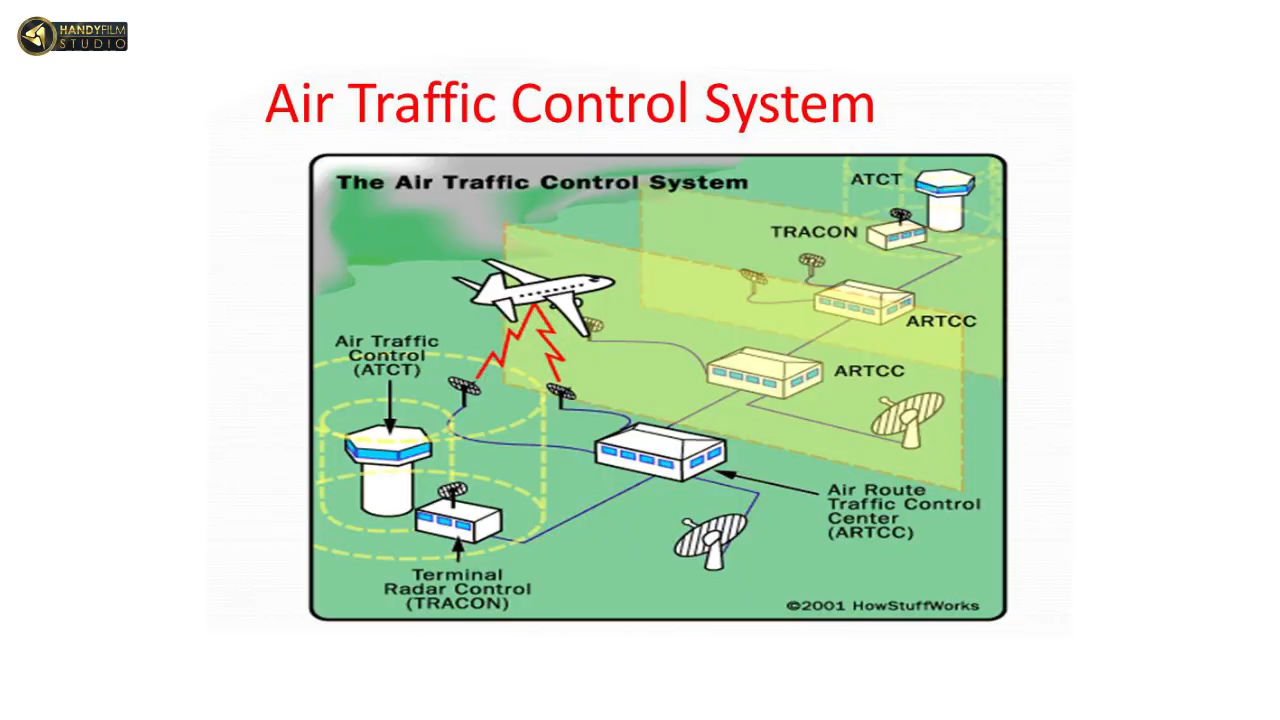 HANDYFILM
STUDIO
Air Traffic Control System
The Air Traffic Control System
ATCT
TRACON
ARTCC
ARTCC
Air Traffic
Control
(ATCT)
Air Route
Traffic Control
Center
(ARTCC)
Terminal
Radar Control
(TRACON)
©2001 HowStuffWorks